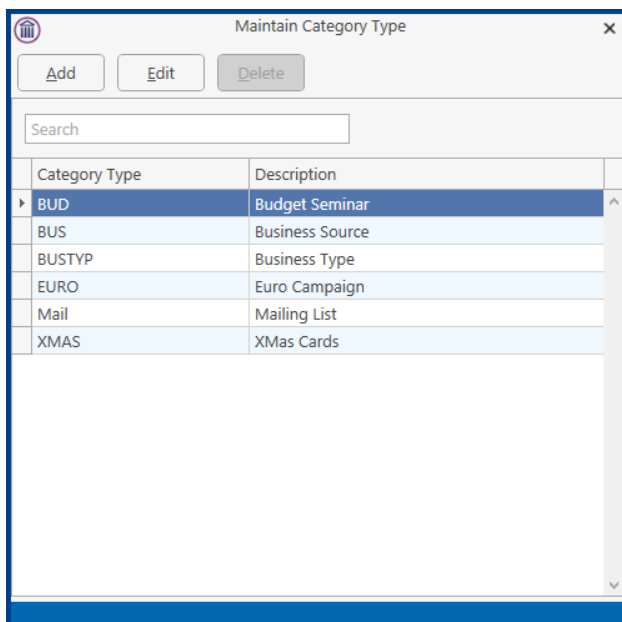 Maintain Category Type
Add Edit Delete
Search
Category Type Description
BUD Budget Seminar
BUS Business Source
BUSTYP Business Type
EURO Euro Campaign
Mail Mailing List
XMAS XMas Cards